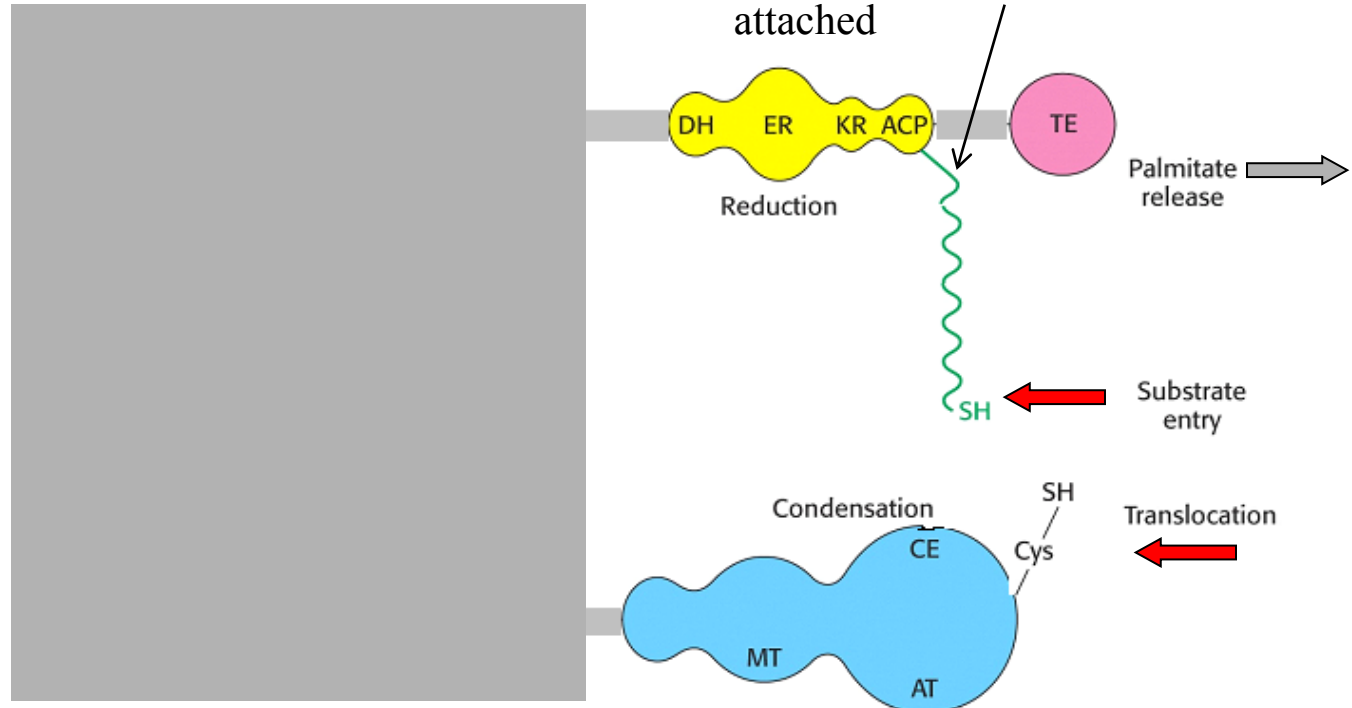 attached
DH ER KR ACP
TE
Reduction
Palmitate
release
SH
Substrate
entry
SH
Condensation
Translocation
CE
Cys
MT
AT